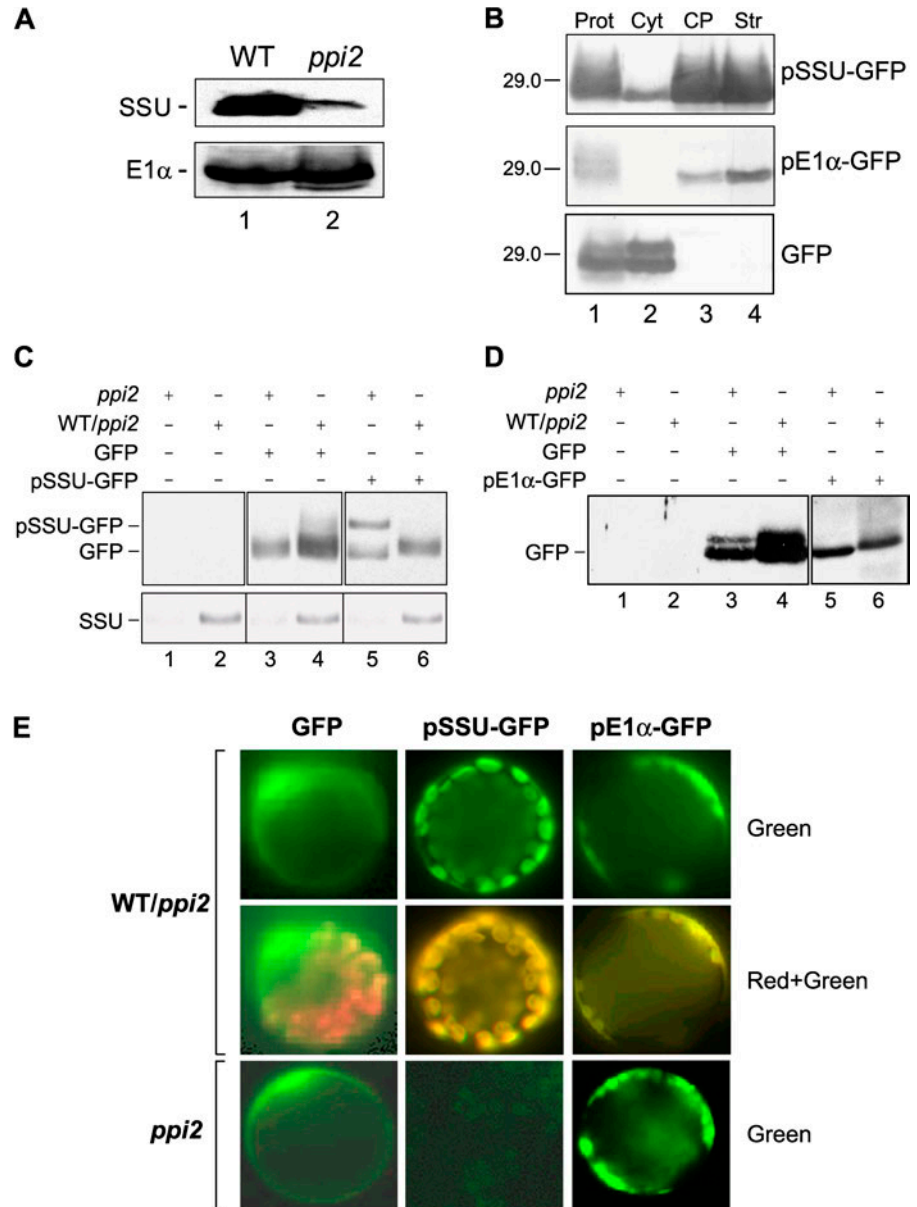 A
WT ppi2
SSU -
E1α -
1 2
B
Prot Cyt CP Str
29.0 — pSSU-GFP
29.0 — pE1α-GFP
29.0 — GFP
1 2 3 4
C
ppi2 + – + – + –
WT/ppi2 – + – + – +
GFP – – + + – –
pSSU-GFP – – – – + +
pSSU-GFP –
GFP –
SSU –
1 2 3 4 5 6
D
ppi2 + – + – + –
WT/ppi2 – + – + – +
GFP – – + + – –
pE1α-GFP – – – – + +
GFP –
1 2 3 4 5 6
E
GFP pSSU-GFP pE1α-GFP
WT/ppi2
Green
Red+Green
ppi2
Green